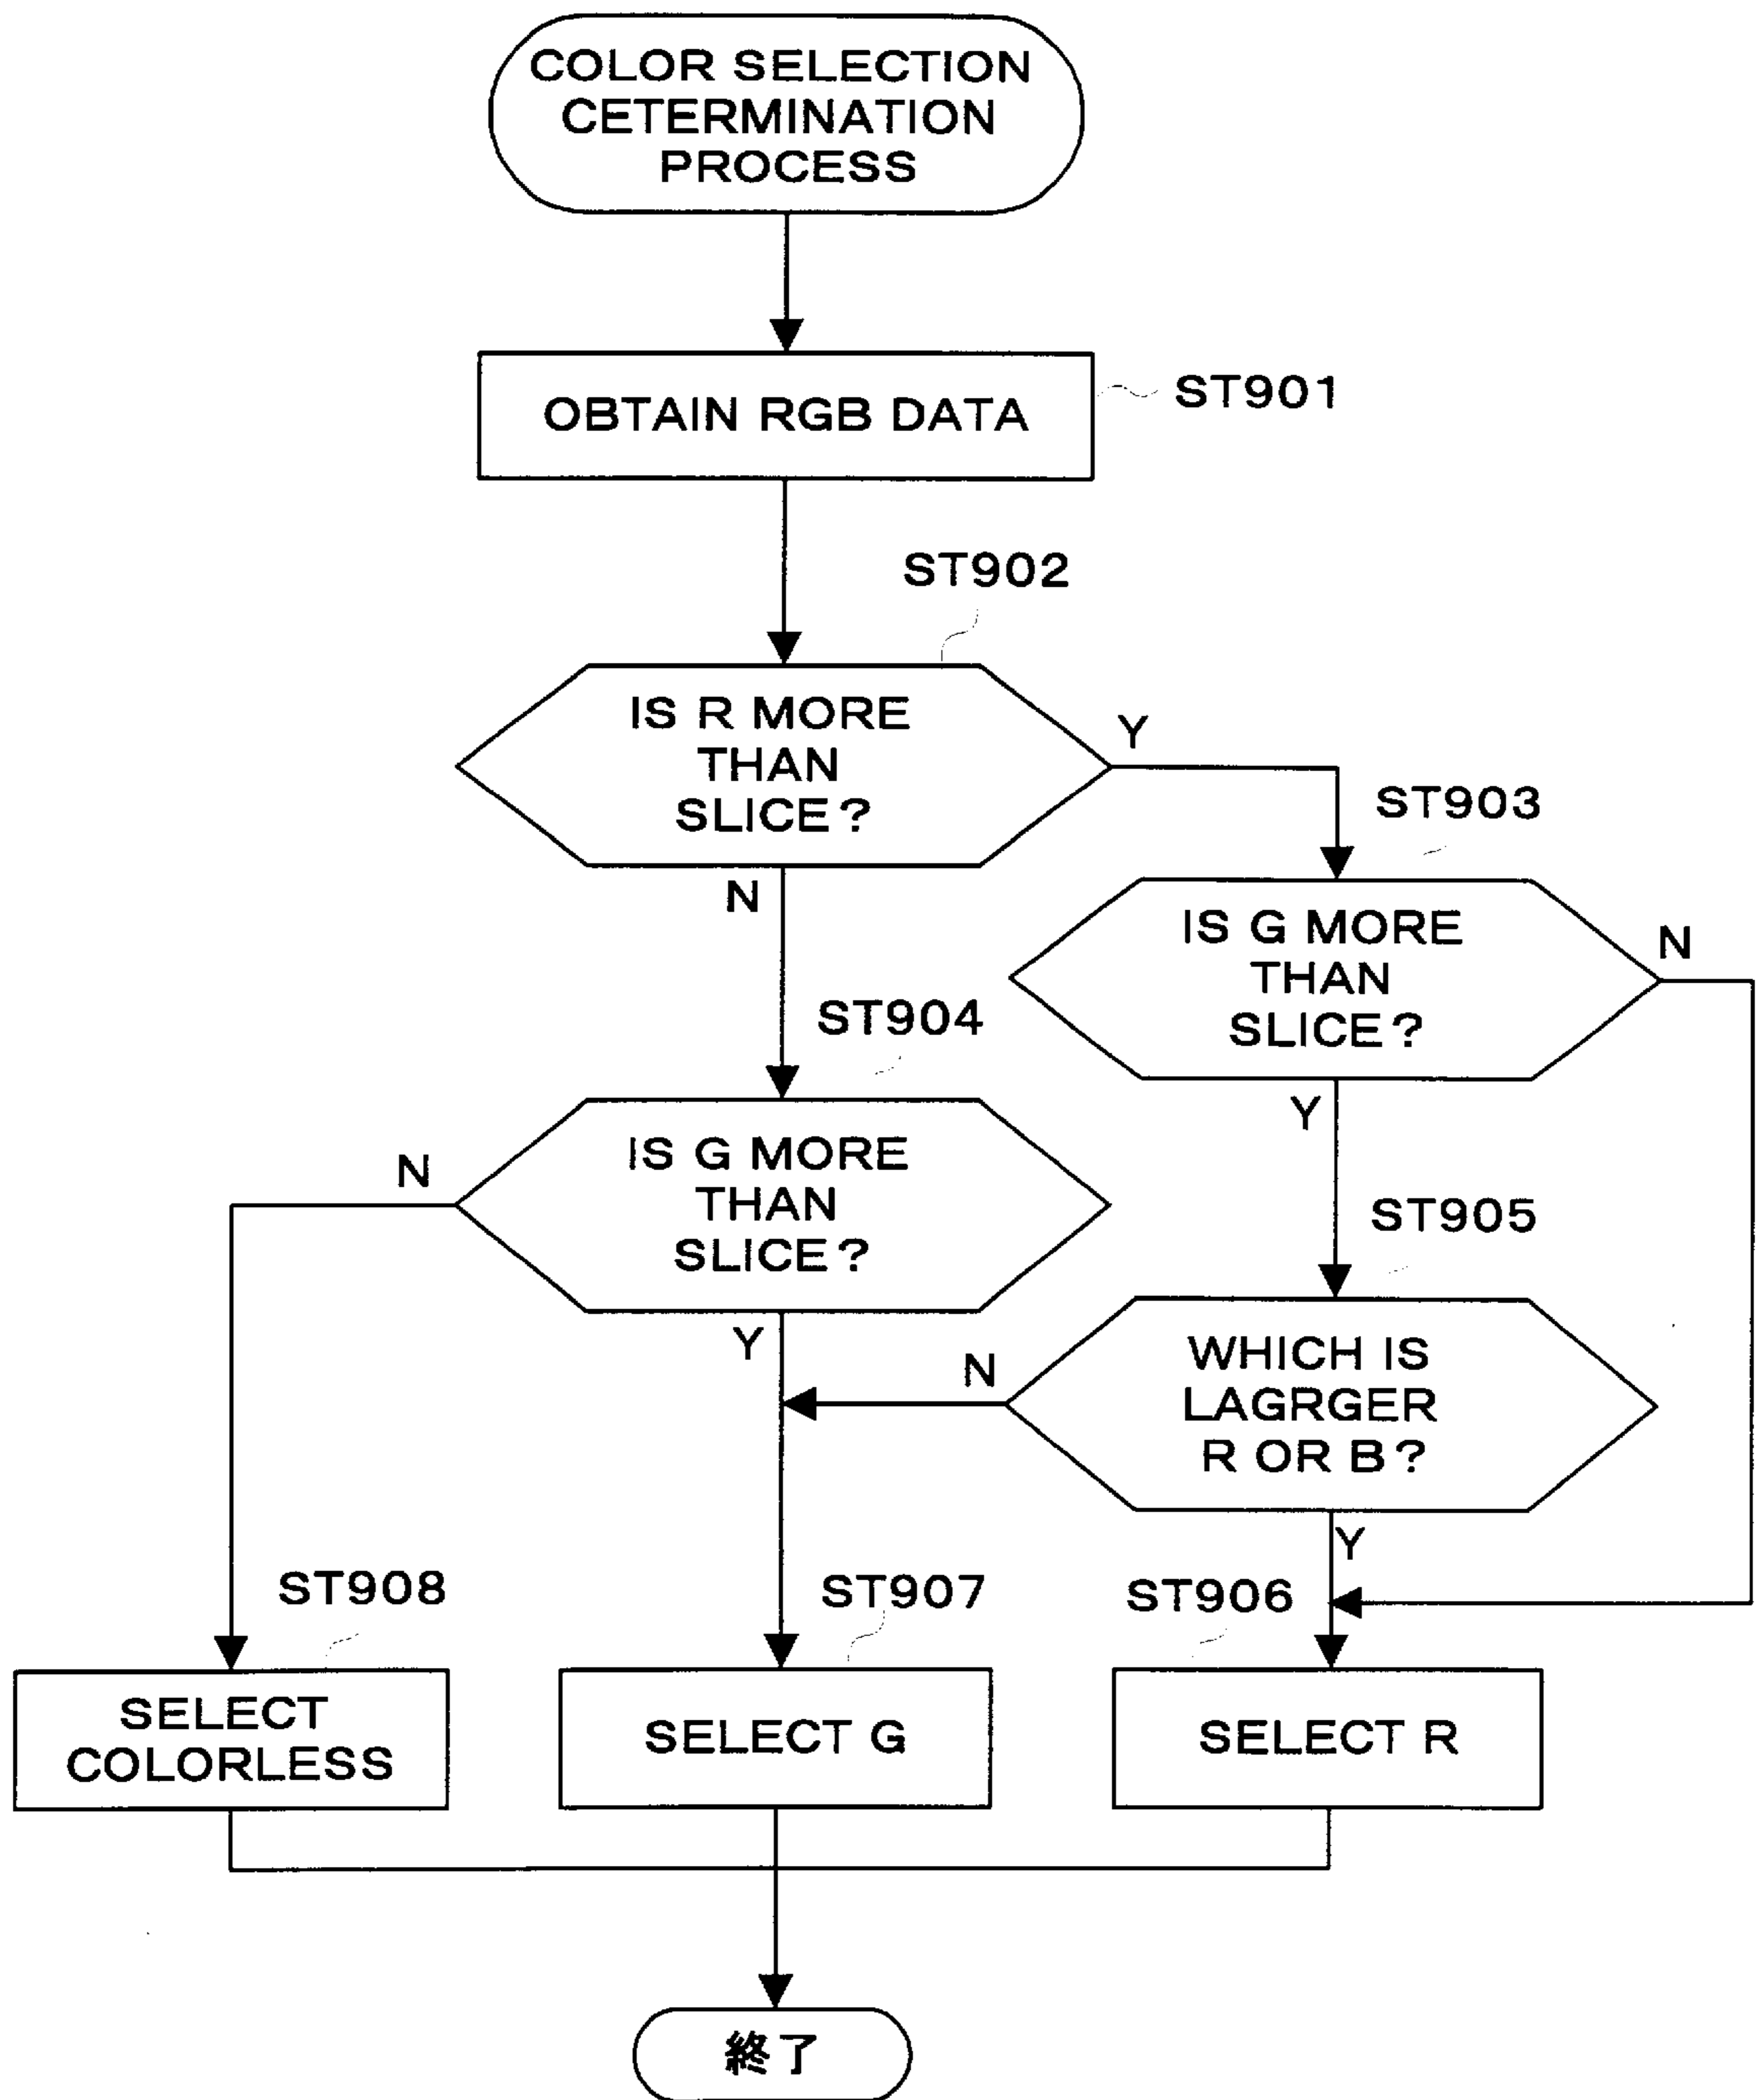 COLOR SELECTION
CETERMINATION
PROCESS
OBTAIN RGB DATA
ST901
ST902
IS R MORE
THAN
SLICE?
Y
N
ST903
IS G MORE
THAN
SLICE?
N
Y
ST904
IS G MORE
THAN
SLICE?
N
Y
ST905
WHICH IS
LAGRGER
R OR B?
N
Y
ST908
SELECT
COLORLESS
ST907
SELECT G
ST906
SELECT R
終了